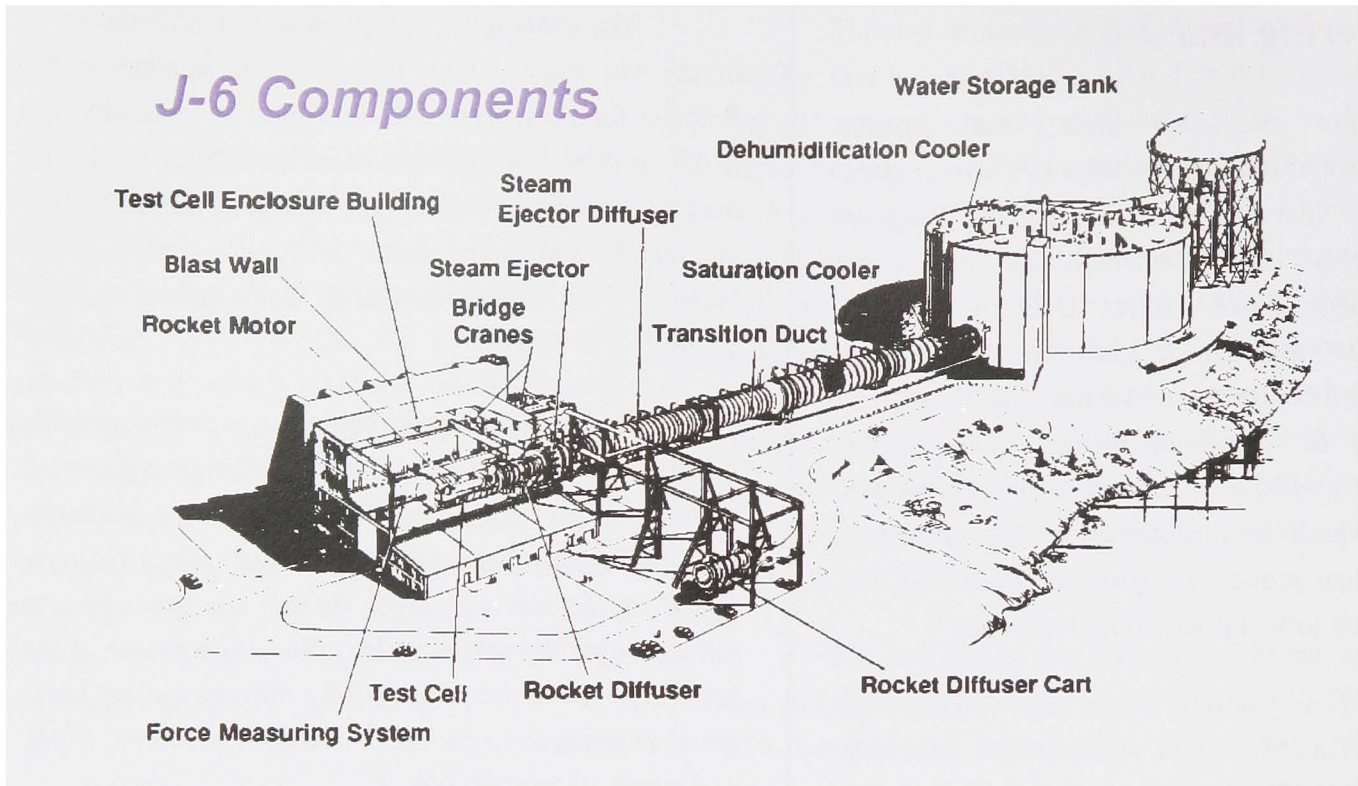 J-6 Components
Water Storage Tank
Dehumidification Cooler
Steam
Ejector Diffuser
Test Cell Enclosure Building
Blast Wall
Steam Ejector
Saturation Cooler
Rocket Motor
Bridge
Cranes
Transition Duct
Test Cell
Rocket Diffuser
Rocket Diffuser Cart
Force Measuring System